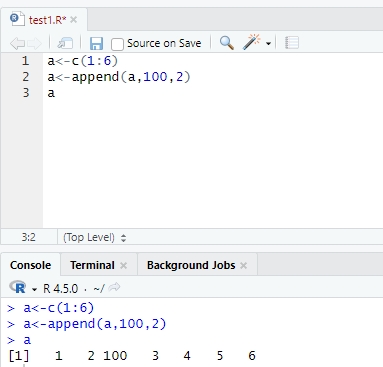 test1.R*
Source on Save
1 a<-c(1:6)
2 a<-append(a,100,2)
3 a
3:2 (Top Level)
Console Terminal Background Jobs
R 4.5.0 · ~/
> a<-c(1:6)
> a<-append(a,100,2)
> a
[1] 1 2 100 3 4 5 6